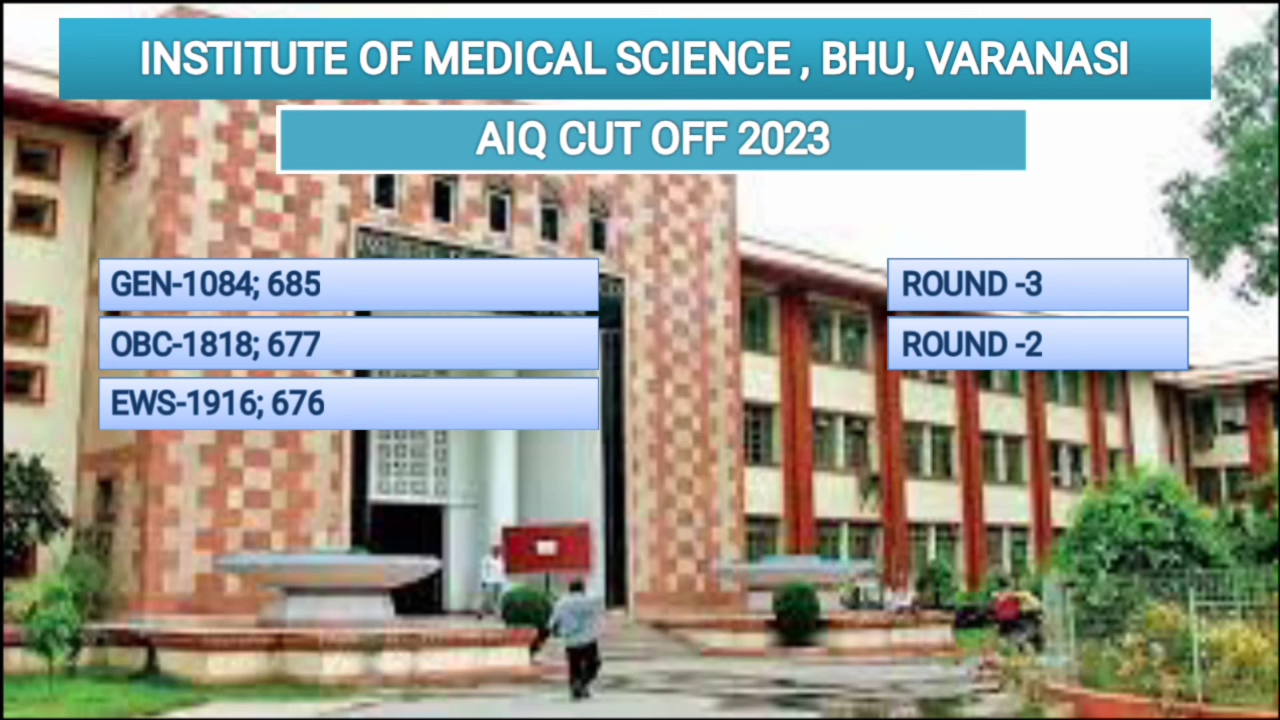 INSTITUTE OF MEDICAL SCIENCE , BHU, VARANASI
AIQ CUT OFF 2023
GEN-1084; 685
ROUND -3
OBC-1818; 677
ROUND -2
EWS-1916; 676